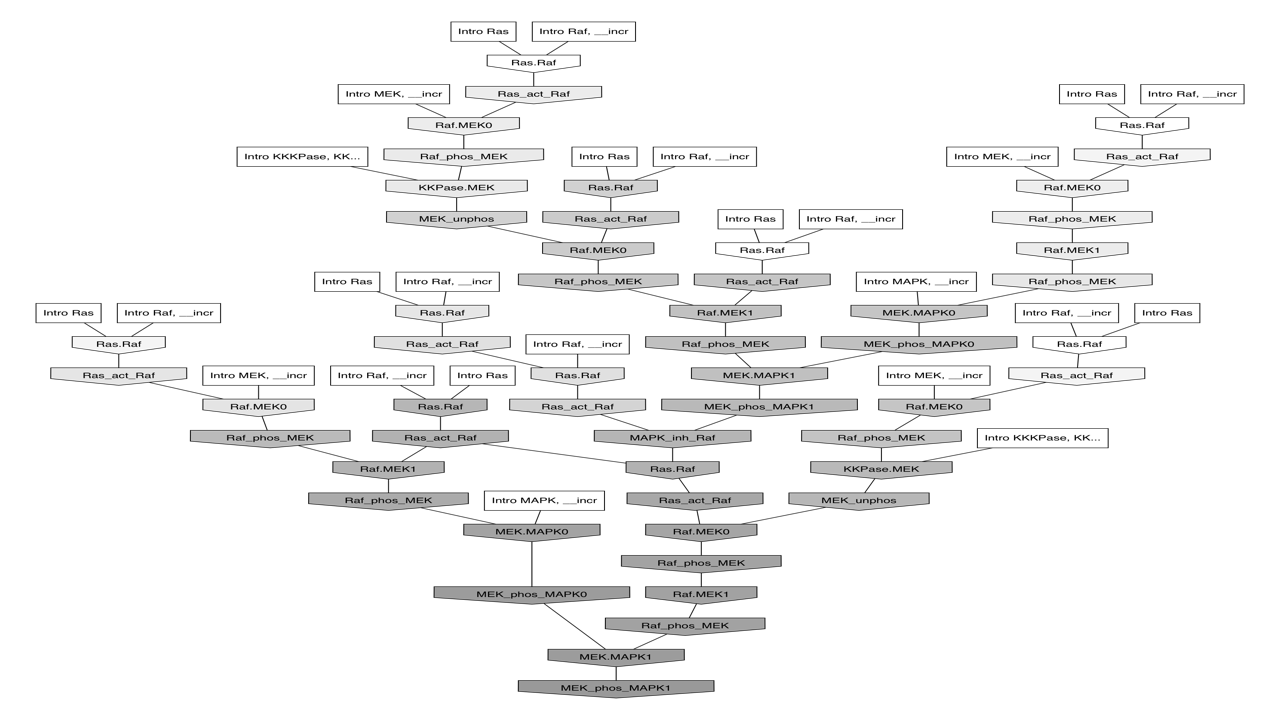 Intro Ras
Intro Raf, __incr
Ras.Raf
Intro MEK, __incr
Ras_act_Raf
Intro Ras
Intro Raf, __incr
Raf.MEK0
Ras.Raf
Intro KKKPase, KK...
Raf_phos_MEK
Intro Ras
Intro Raf, __incr
Intro MEK, __incr
Ras_act_Raf
KKPase.MEK
Ras.Raf
Raf.MEK0
MEK_unphos
Ras_act_Raf
Intro Ras
Intro Raf, __incr
Raf_phos_MEK
Raf.MEK0
Ras.Raf
Raf.MEK1
Intro Ras
Intro Raf, __incr
Raf_phos_MEK
Ras_act_Raf
Intro MAPK, __incr
Raf_phos_MEK
Intro Ras
Intro Raf, __incr
Ras.Raf
Raf.MEK1
MEK.MAPK0
Intro Raf, __incr
Intro Ras
Ras.Raf
Ras_act_Raf
Intro Raf, __incr
Raf_phos_MEK
MEK_phos_MAPK0
Ras.Raf
Ras_act_Raf
Intro MEK, __incr
Intro Raf, __incr
Intro Ras
Ras.Raf
MEK.MAPK1
Intro MEK, __incr
Ras_act_Raf
Raf.MEK0
Ras.Raf
Ras_act_Raf
MEK_phos_MAPK1
Raf.MEK0
Raf_phos_MEK
Ras_act_Raf
MAPK_inh_Raf
Raf_phos_MEK
Intro KKKPase, KK...
Raf.MEK1
Ras.Raf
KKPase.MEK
Raf_phos_MEK
Intro MAPK, __incr
Ras_act_Raf
MEK_unphos
MEK.MAPK0
Raf.MEK0
Raf_phos_MEK
MEK_phos_MAPK0
Raf.MEK1
Raf_phos_MEK
MEK.MAPK1
MEK_phos_MAPK1